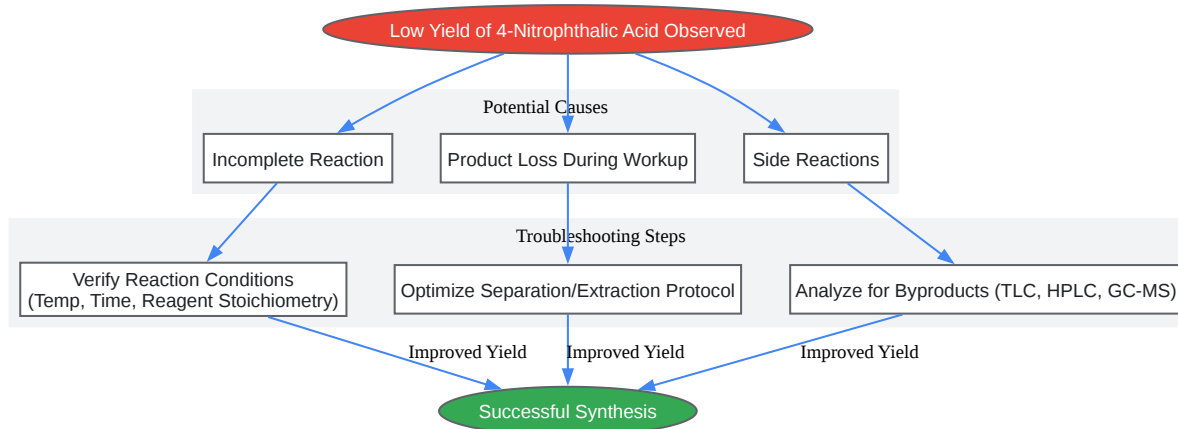 Low Yield of 4-Nitrophthalic Acid Observed
Potential Causes
Incomplete Reaction
Product Loss During Workup
Side Reactions
Troubleshooting Steps
Verify Reaction Conditions
(Temp, Time, Reagent Stoichiometry)
Optimize Separation/Extraction Protocol
Analyze for Byproducts (TLC, HPLC, GC-MS)
Improved Yield
Improved Yield
Improved Yield
Successful Synthesis